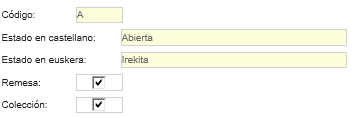 Código: A
Estado en castellano: Abierta
Estado en euskera: Irekita
Remesa:
Colección: